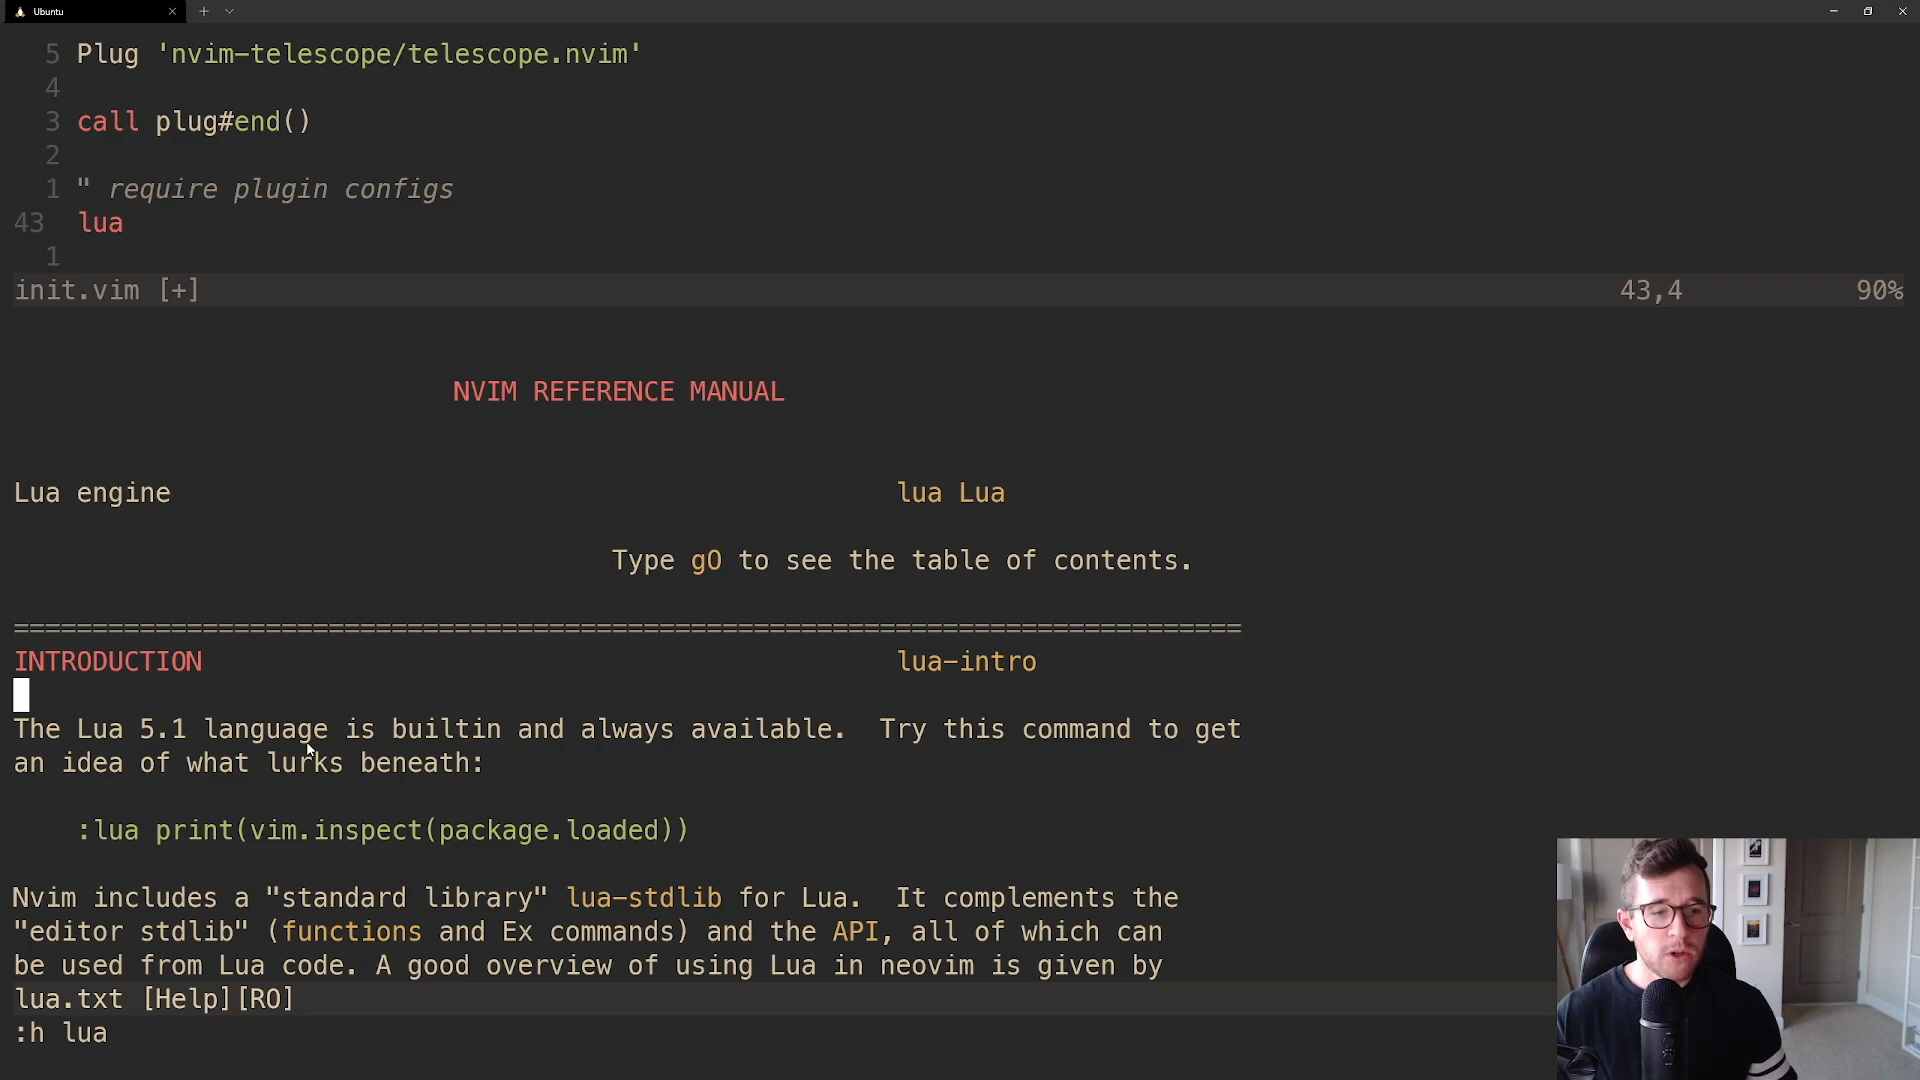 Ubuntu
5 Plug 'nvim-telescope/telescope.nvim'
4
3 call plug#end()
2
1 " require plugin configs
43 lua
1
init.vim [+] 43,4 90%
NVIM REFERENCE MANUAL
Lua engine lua Lua
Type gO to see the table of contents.
==============================================================================
INTRODUCTION lua-intro
The Lua 5.1 language is builtin and always available.  Try this command to get
an idea of what lurks beneath:
:lua print(vim.inspect(package.loaded))
Nvim includes a "standard library" lua-stdlib for Lua.  It complements the
"editor stdlib" (functions and Ex commands) and the API, all of which can
be used from Lua code. A good overview of using Lua in neovim is given by
lua.txt [Help][RO]
:h lua